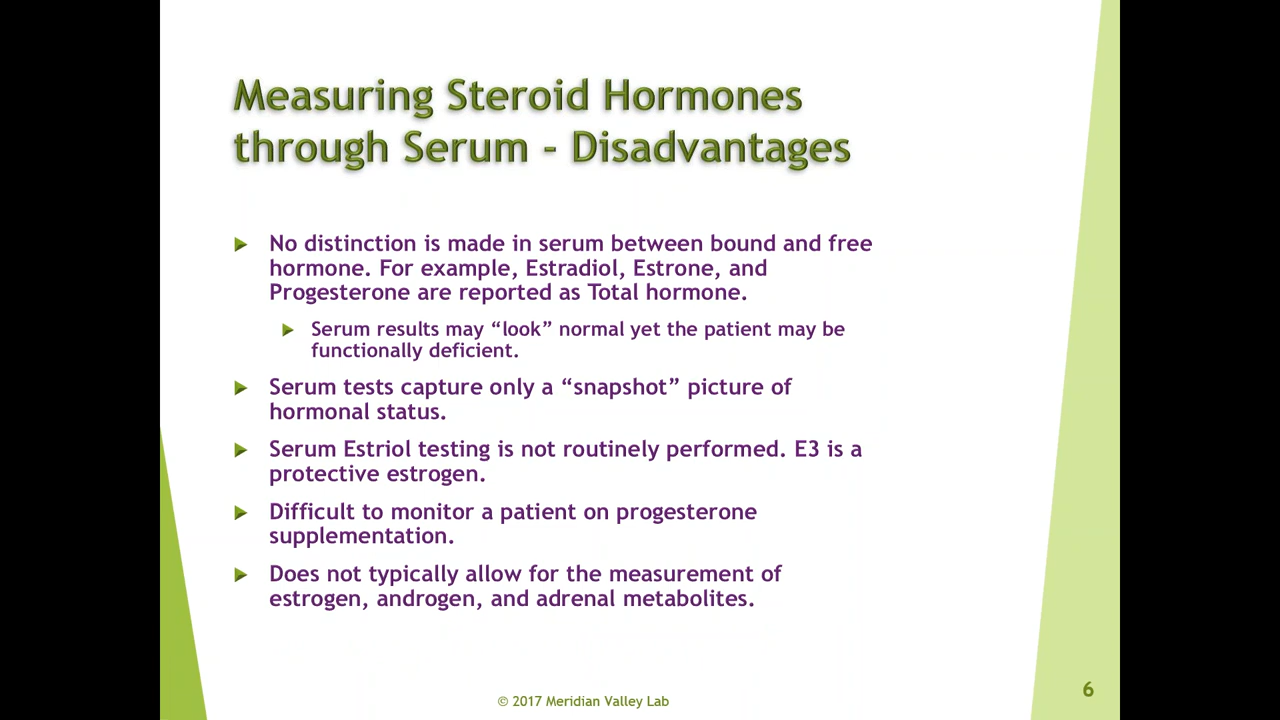 Measuring Steroid Hormones
through Serum - Disadvantages
No distinction is made in serum between bound and free
hormone. For example, Estradiol, Estrone, and
Progesterone are reported as Total hormone.
Serum results may “look” normal yet the patient may be
functionally deficient.
Serum tests capture only a “snapshot” picture of
hormonal status.
Serum Estriol testing is not routinely performed. E3 is a
protective estrogen.
Difficult to monitor a patient on progesterone
supplementation.
Does not typically allow for the measurement of
estrogen, androgen, and adrenal metabolites.
© 2017 Meridian Valley Lab
6